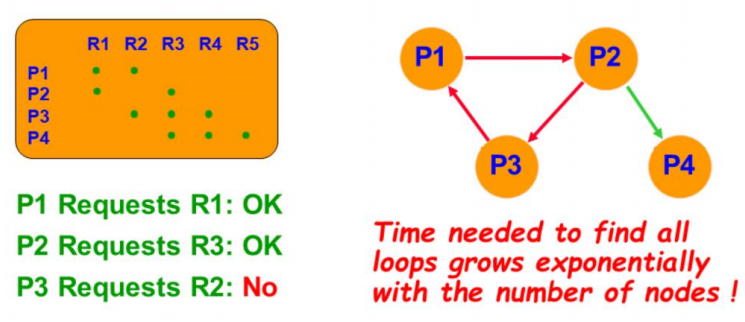 R1 R2 R3 R4 R5
P1
P2
P3
P4
P1 Requests R1: OK
P2 Requests R3: OK
P3 Requests R2: No
P1
P2
P3
P4
Time needed to find all
loops grows exponentially
with the number of nodes !